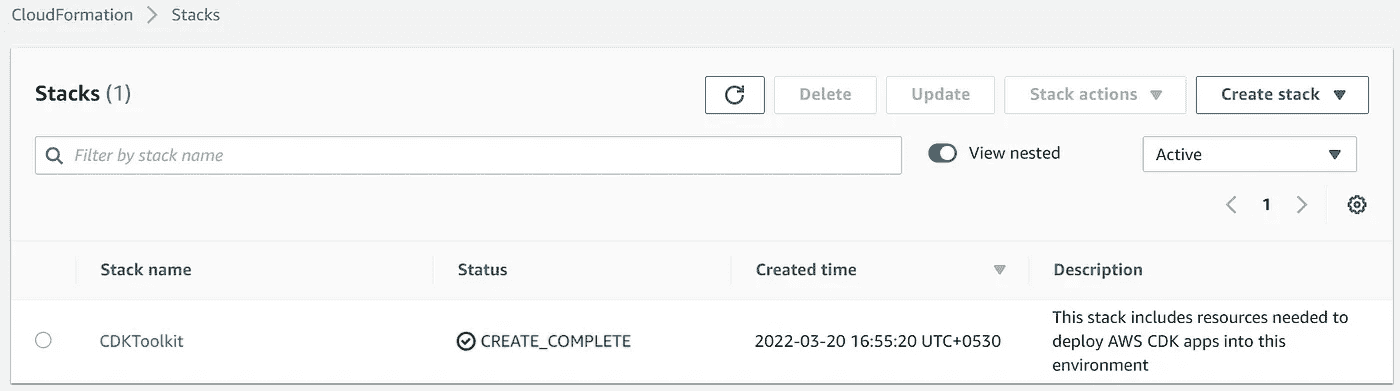 CloudFormation > Stacks
Stacks (1)
Delete
Update
Stack actions
Create stack
Filter by stack name
View nested
Active
1
Stack name
Status
Created time
Description
CDKToolkit
CREATE_COMPLETE
2022-03-20 16:55:20 UTC+0530
This stack includes resources needed to
deploy AWS CDK apps into this
environment